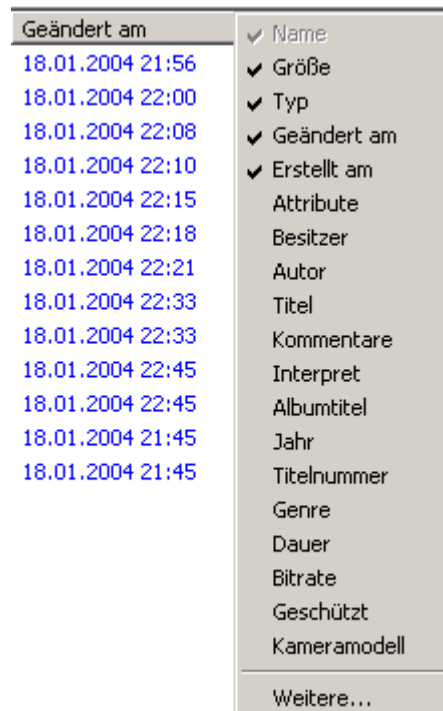 Geändert am
18.01.2004 21:56
18.01.2004 22:00
18.01.2004 22:08
18.01.2004 22:10
18.01.2004 22:15
18.01.2004 22:18
18.01.2004 22:21
18.01.2004 22:33
18.01.2004 22:33
18.01.2004 22:45
18.01.2004 22:45
18.01.2004 21:45
18.01.2004 21:45
Name
Größe
Typ
Geändert am
Erstellt am
Attribute
Besitzer
Autor
Titel
Kommentare
Interpret
Albumtitel
Jahr
Titelnummer
Genre
Dauer
Bitrate
Geschützt
Kameramodell
Weitere...